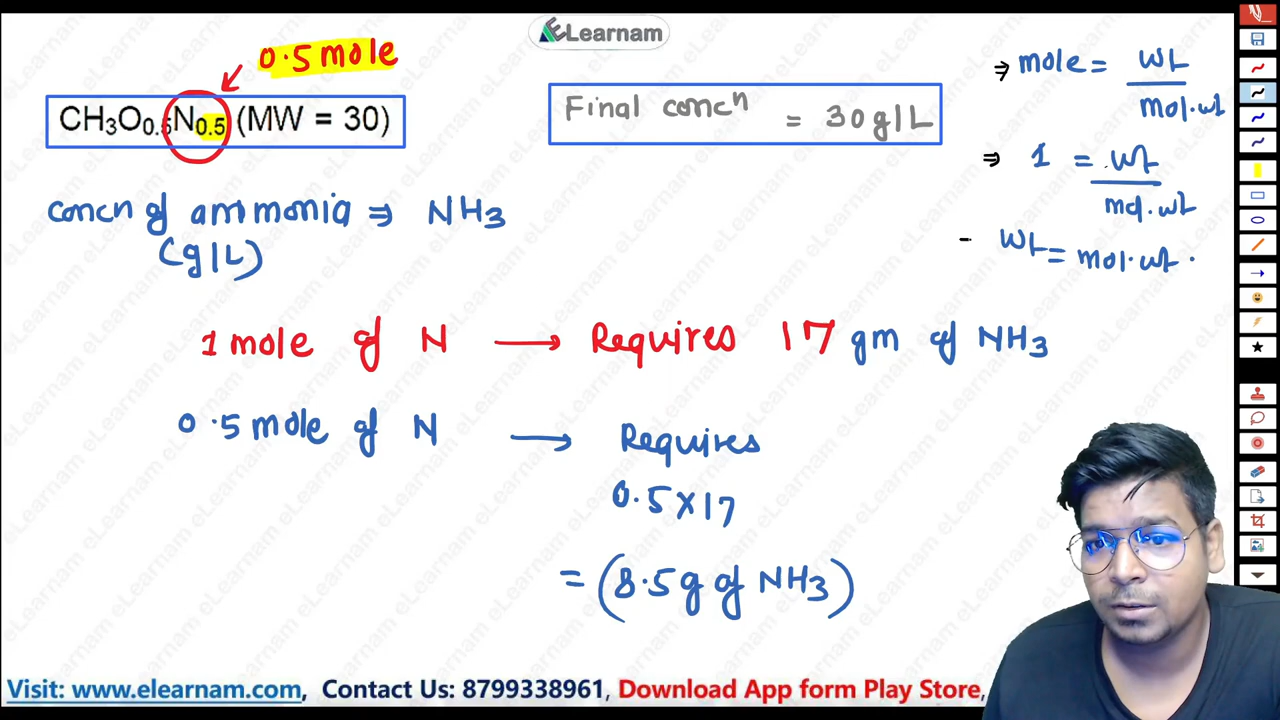 ELearnam
0.5 mole
CH₃O₀.₅N₀.₅ (MW = 30)
Final concⁿ = 30 g/L
⇒ mole = wt / mol.wt
⇒ 1 = wt / mol.wt
wt = mol.wt.
concn of ammonia ⇒ NH₃
(g/L)
1 mole of N ⟶ Requires 17 gm of NH₃
0.5 mole of N ⟶ Requires
0.5 × 17
= (8.5 g of NH₃)
Visit: www.elearnam.com, Contact Us: 8799338961, Download App form Play Store,